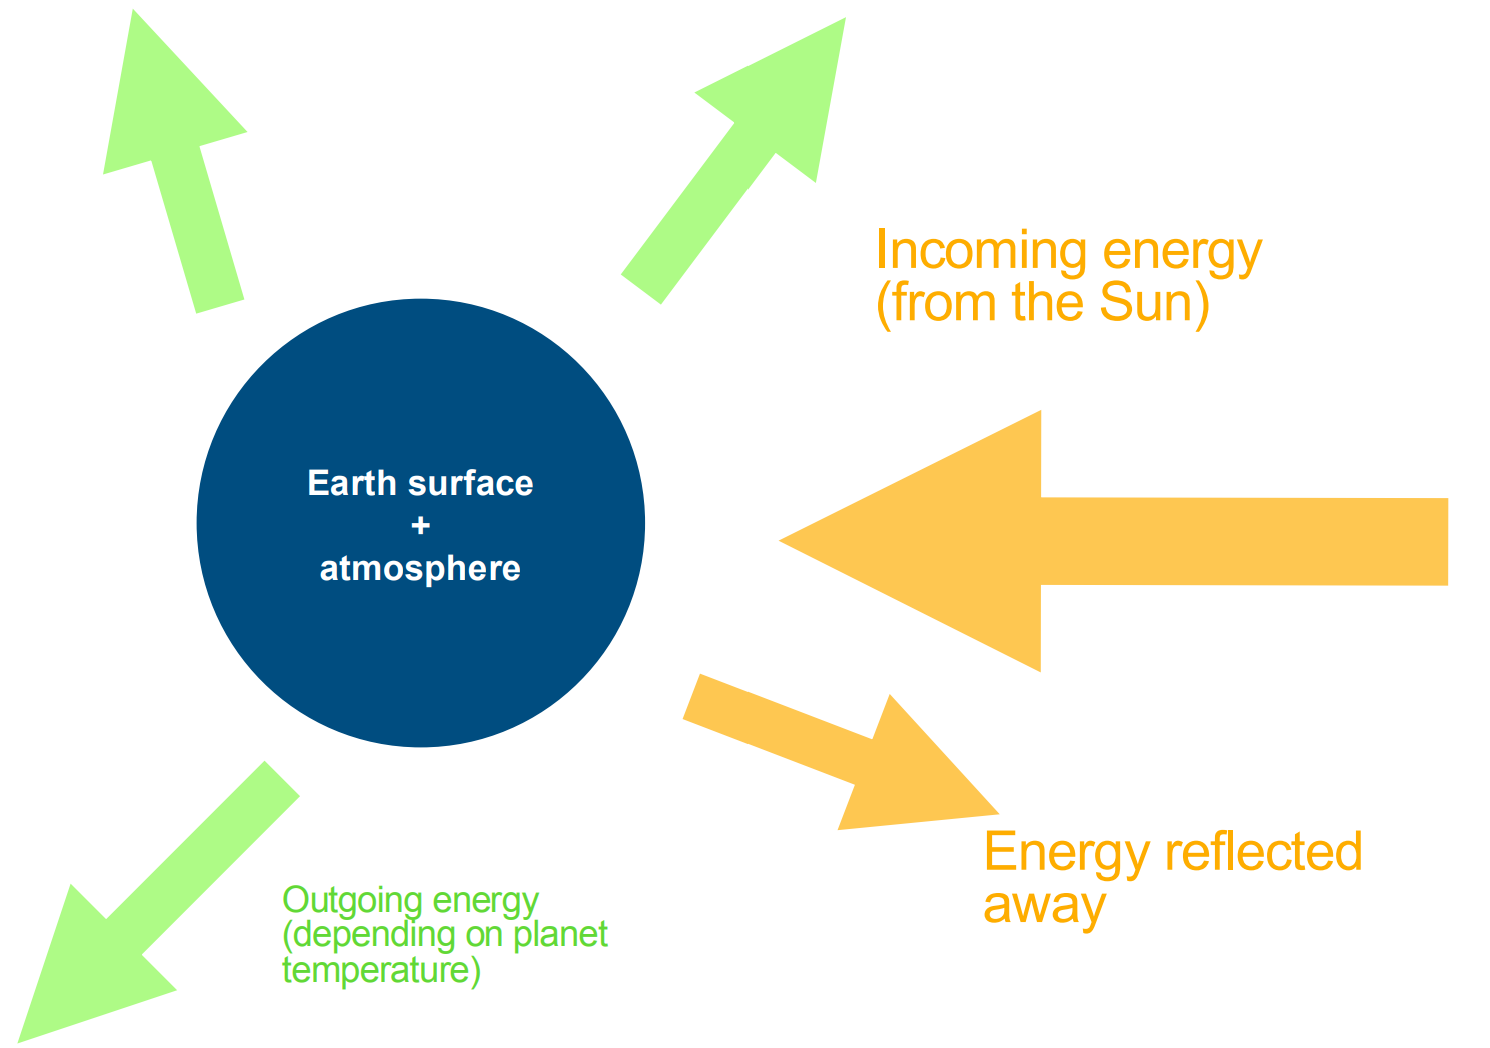 Incoming energy
(from the Sun)
Earth surface
+
atmosphere
Energy reflected
away
Outgoing energy
(depending on planet
temperature)